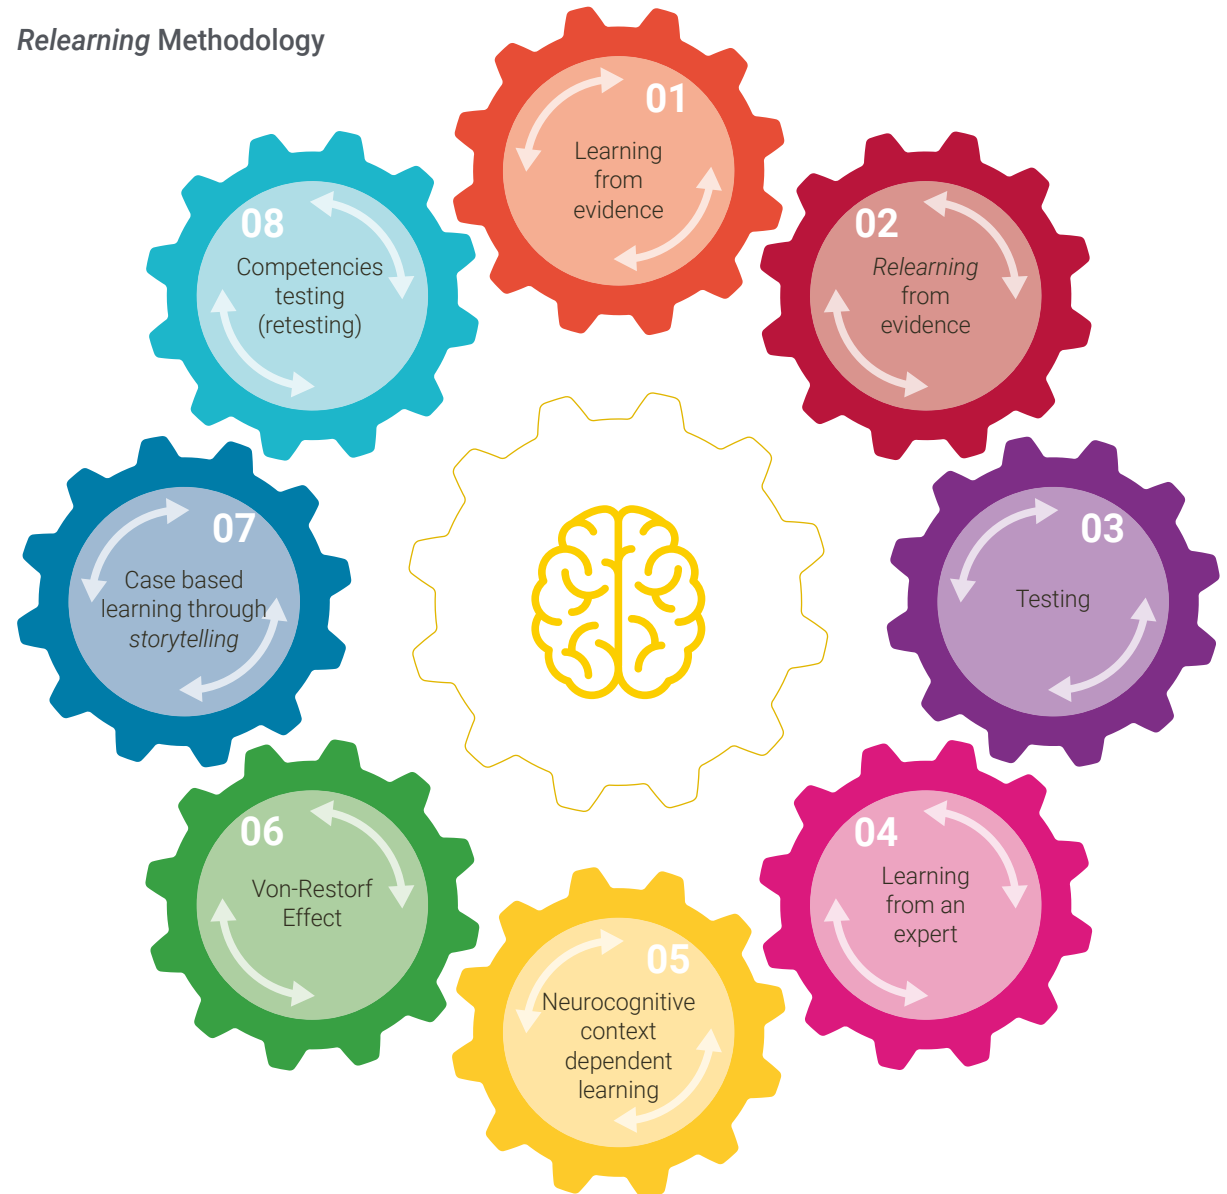 Relearning Methodology
01
Learning
from
evidence
02
Relearning
from
evidence
03
Testing
04
Learning
from an
expert
05
Neurocognitive
context
dependent
learning
06
Von-Restorf
Effect
07
Case based
learning through
storytelling
08
Competencies
testing
(retesting)